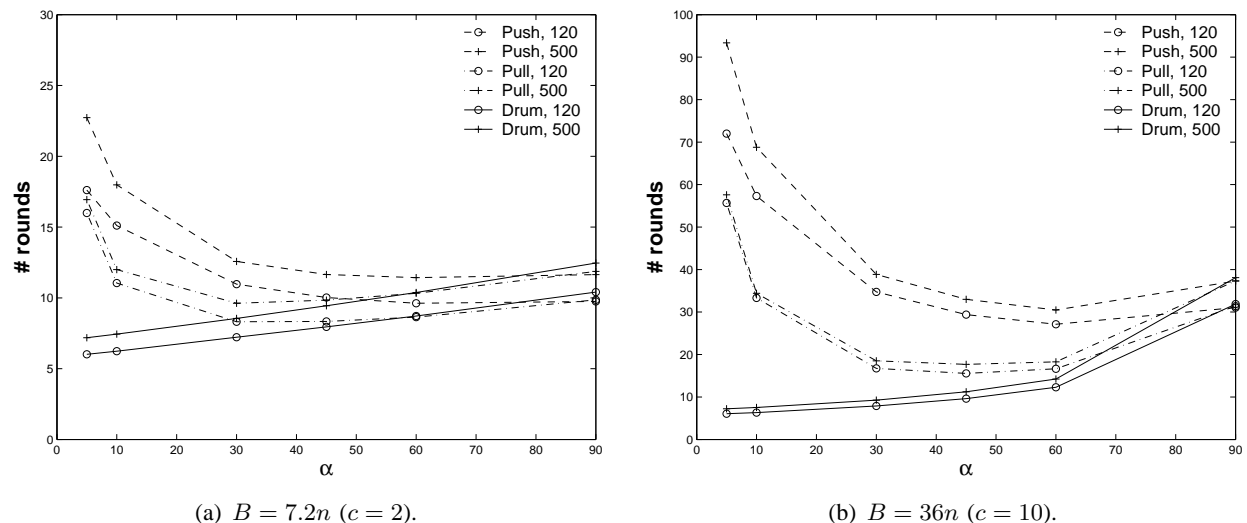 30
25
20
15
10
5
0
0 10 20 30 40 50 60 70 80 90
# rounds
α
Push, 120
Push, 500
Pull, 120
Pull, 500
Drum, 120
Drum, 500
(a) B = 7.2n (c = 2).
100
90
80
70
60
50
40
30
20
10
0
0 10 20 30 40 50 60 70 80 90
# rounds
α
Push, 120
Push, 500
Pull, 120
Pull, 500
Drum, 120
Drum, 500
(b) B = 36n (c = 10).